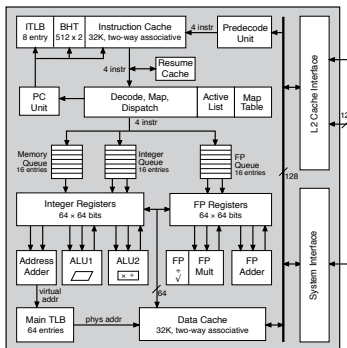 ITLB
8 entry
BHT
512 x 2
Instruction Cache
32K, two-way associative
4 instr
Predecode
Unit
4 instr
Resume
Cache
PC
Unit
Decode, Map,
Dispatch
Active
List
Map
Table
4 instr
Memory
Queue
16 entries
Integer
Queue
16 entries
FP
Queue
16 entries
128
L2 Cache Interface
Integer Registers
64 × 64 bits
FP Registers
64 × 64 bits
Address
Adder
ALU1
ALU2
× ÷
FP
÷
√
FP
Mult
FP
Adder
virtual
addr
64
Main TLB
64 entries
phys addr
Data Cache
32K, two-way associative
System Interface